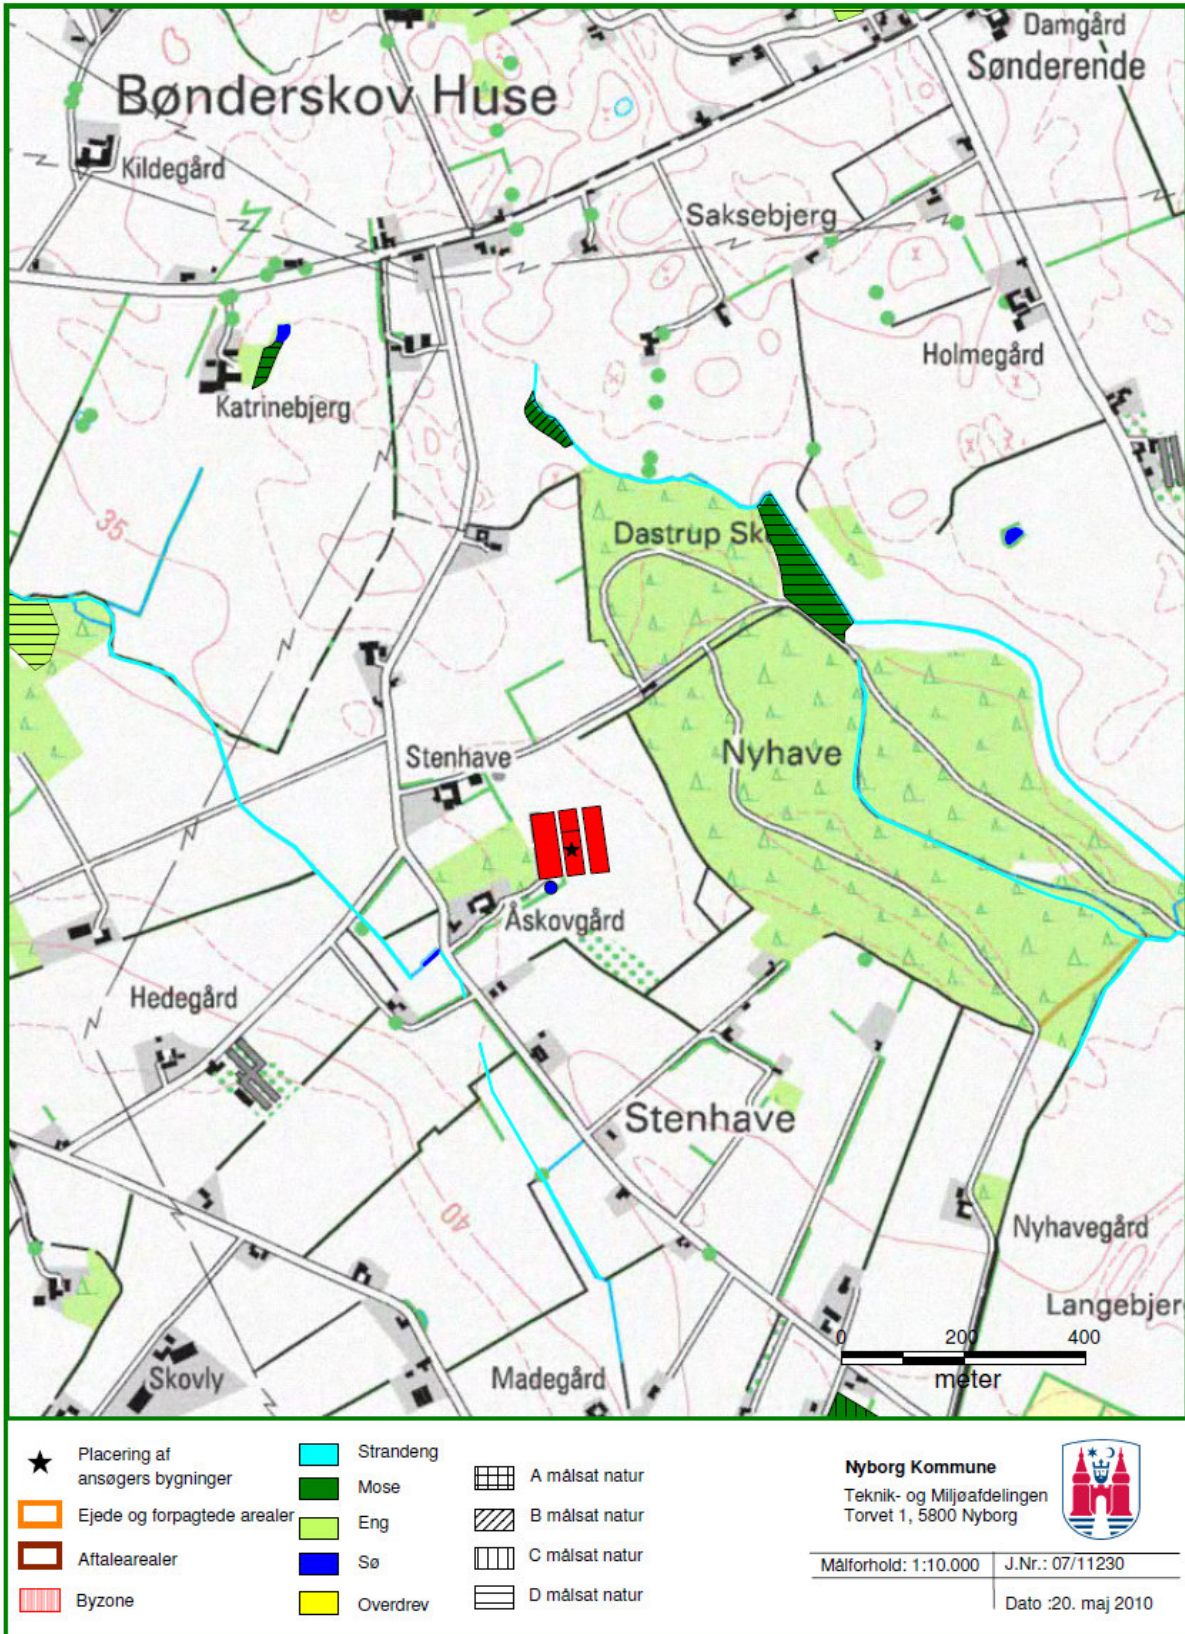 Damgård
Sønderende
Bønderskov Huse
Kildegård
Saksebjerg
Holmegård
Katrinebjerg
35
Dastrup Sk
Stenhave
Nyhave
Åskovgård
Hedegård
Stenhave
40
Nyhavegård
Langebjer
0 200 400
meter
Skovly
Madegård
Placering af
ansøgers bygninger
Ejede og forpagtede arealer
Aftalearealer
Byzone
Strandeng
Mose
Eng
Sø
Overdrev
A målsat natur
B målsat natur
C målsat natur
D målsat natur
Nyborg Kommune
Teknik- og Miljøafdelingen
Torvet 1, 5800 Nyborg
Målforhold: 1:10.000
J.Nr.: 07/11230
Dato :20. maj 2010